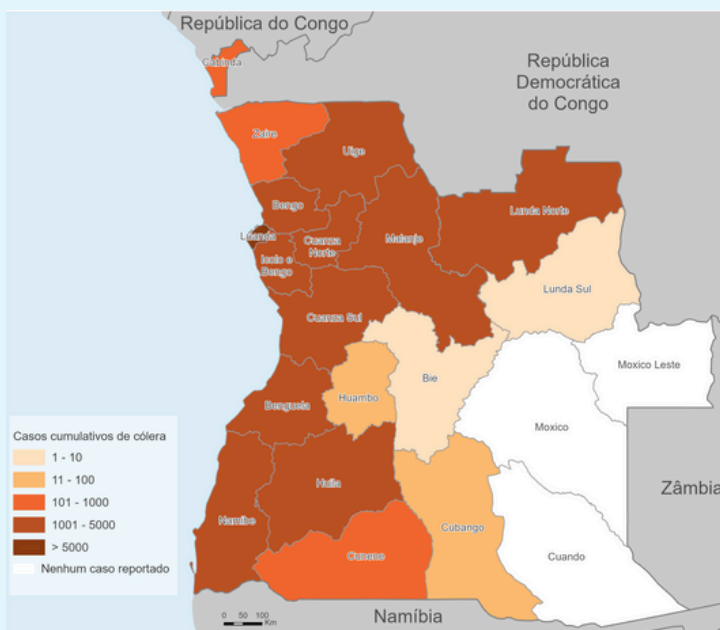 República do Congo
Cabinda
República
Democrática
do Congo
Zaire
Uige
Bengo
Lunda Norte
Luanda
Cuanza
Norte
Malanje
Icolo e
Bengo
Lunda Sul
Cuanza Sul
Moxico Leste
Bie
Huambo
Benguela
Moxico
Casos cumulativos de cólera
1 - 10
11 - 100
101 - 1000
1001 - 5000
> 5000
Nenhum caso reportado
Huila
Zâmbia
Namibe
Cubango
Cunene
Cuando
0 50 100
Km
Namíbia